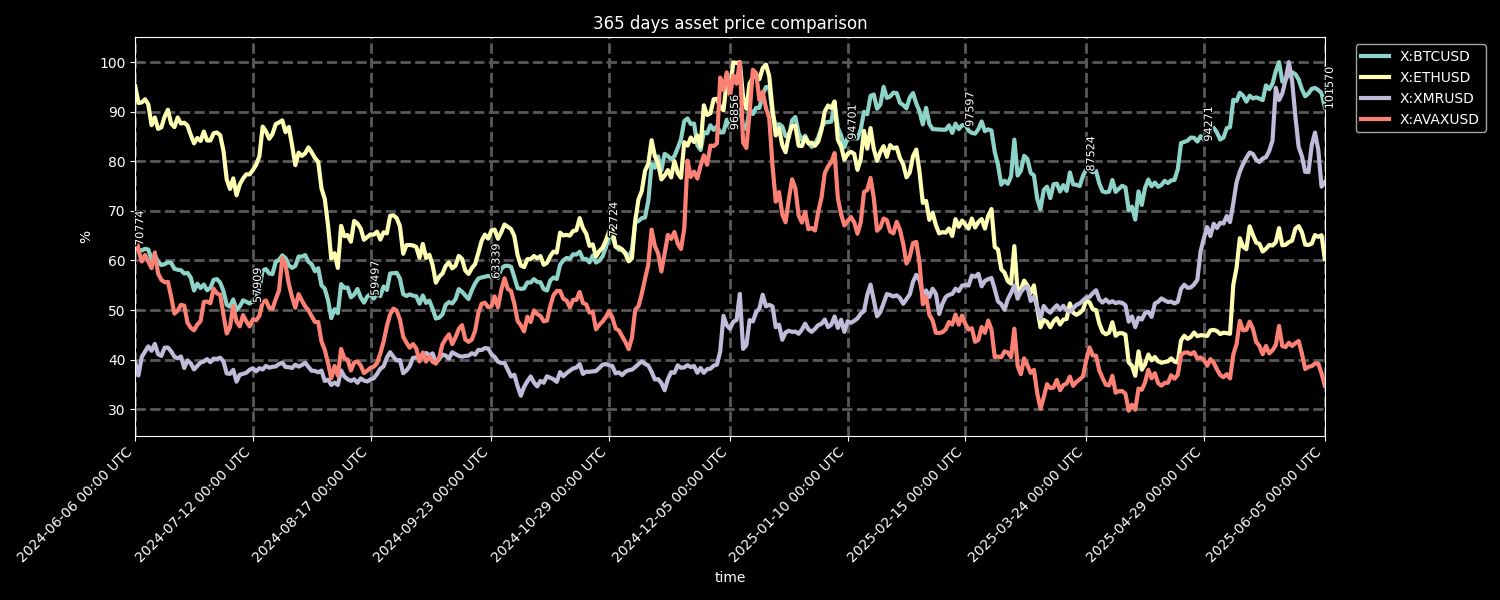 365 days asset price comparison
X:BTCUSD
X:ETHUSD
X:XMRUSD
X:AVAXUSD
100
90
80
70
60
50
40
30
%
70774
57909
59497
63339
72724
96856
94701
97597
87524
94271
101570
2024-06-06 00:00 UTC
2024-07-12 00:00 UTC
2024-08-17 00:00 UTC
2024-09-23 00:00 UTC
2024-10-29 00:00 UTC
2024-12-05 00:00 UTC
2025-01-10 00:00 UTC
2025-02-15 00:00 UTC
2025-03-24 00:00 UTC
2025-04-29 00:00 UTC
2025-06-05 00:00 UTC
time